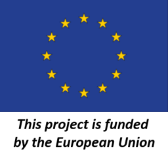 This project is funded
by the European Union